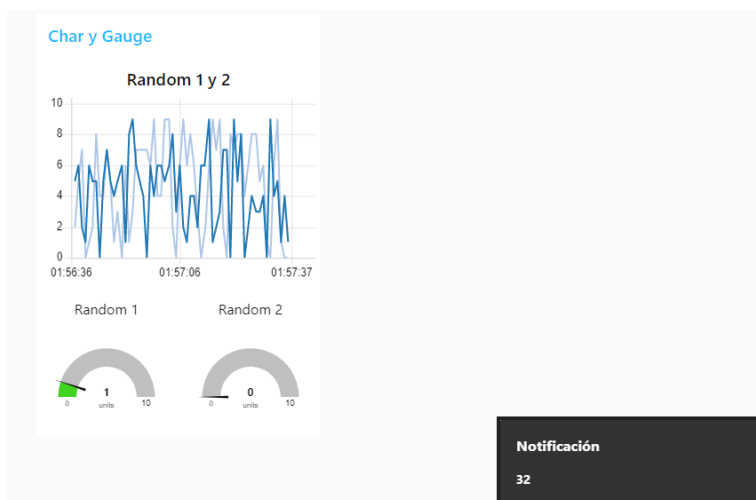 Char y Gauge
Random 1 y 2
10
8
6
4
2
0
01:56:36 01:57:06 01:57:37
Random 1 Random 2
1 0
0 units 10 0 units 10
Notificación
32